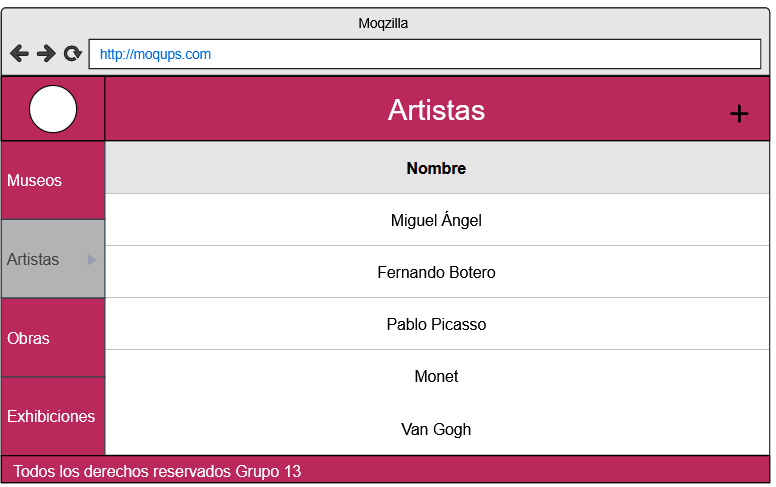 Moqzilla
http://moqups.com
Artistas
+
Nombre
Museos
Miguel Ángel
Artistas
Fernando Botero
Pablo Picasso
Obras
Monet
Exhibiciones
Van Gogh
Todos los derechos reservados Grupo 13